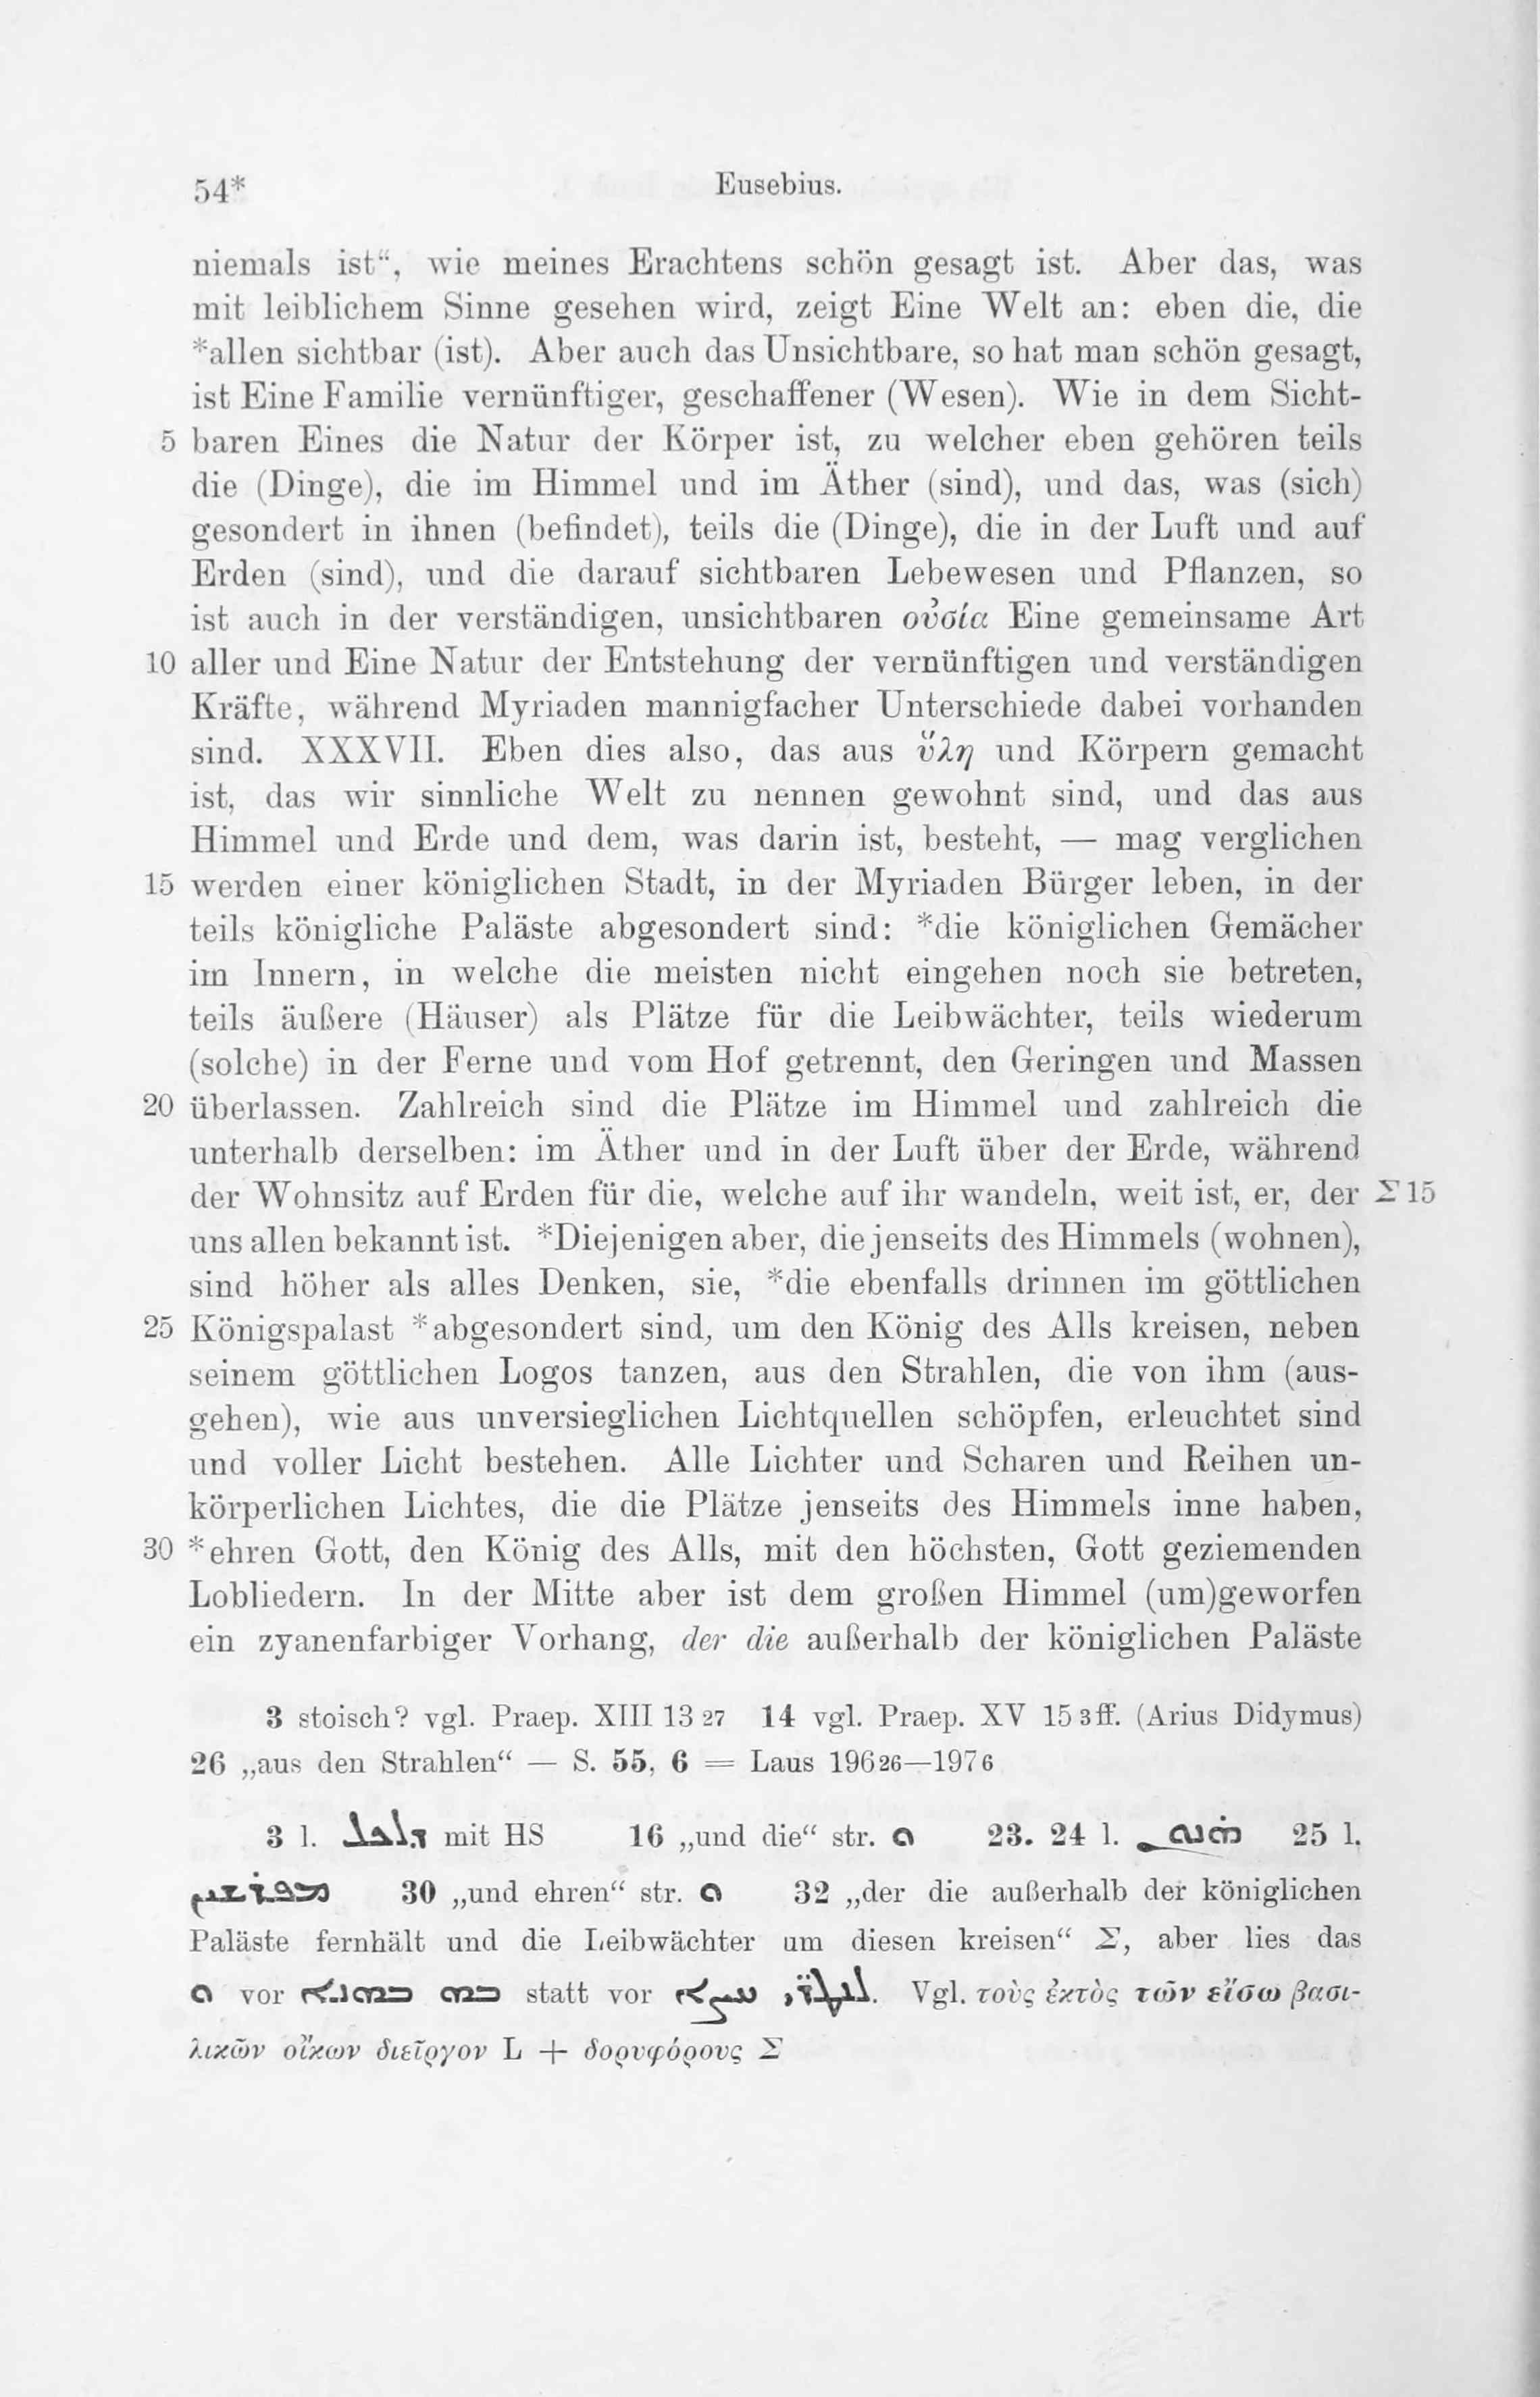 54*
Eusebius.
niemals ist“, wie meines Erachtens schön gesagt ist. Aber das, was
mit leiblichem Sinne gesehen wird, zeigt Eine Welt an: eben die, die
*allen sichtbar (ist). Aber auch das Unsichtbare, so hat man schön gesagt,
ist Eine Familie vernünftiger, geschaffener (Wesen). Wie in dem Sicht-
5 baren Eines die Natur der Körper ist, zu welcher eben gehören teils
die (Dinge), die im Himmel und im Äther (sind), und das, was (sich)
gesondert in ihnen (befindet), teils die (Dinge), die in der Luft und auf
Erden (sind), und die darauf sichtbaren Lebewesen und Pflanzen, so
ist auch in der verständigen, unsichtbaren οὐσία Eine gemeinsame Art
10 aller und Eine Natur der Entstehung der vernünftigen und verständigen
Kräfte, während Myriaden mannigfacher Unterschiede dabei vorhanden
sind. XXXVII. Eben dies also, das aus ὕλη und Körpern gemacht
ist, das wir sinnliche Welt zu nennen gewohnt sind, und das aus
Himmel und Erde und dem, was darin ist, besteht, — mag verglichen
15 werden einer königlichen Stadt, in der Myriaden Bürger leben, in der
teils königliche Paläste abgesondert sind: *die königlichen Gemächer
im Innern, in welche die meisten nicht eingehen noch sie betreten,
teils äußere (Häuser) als Plätze für die Leibwächter, teils wiederum
(solche) in der Ferne und vom Hof getrennt, den Geringen und Massen
20 überlassen. Zahlreich sind die Plätze im Himmel und zahlreich die
unterhalb derselben: im Äther und in der Luft über der Erde, während
der Wohnsitz auf Erden für die, welche auf ihr wandeln, weit ist, er, der Σ 15
uns allen bekannt ist. *Diejenigen aber, die jenseits des Himmels (wohnen),
sind höher als alles Denken, sie, *die ebenfalls drinnen im göttlichen
25 Königspalast *abgesondert sind, um den König des Alls kreisen, neben
seinem göttlichen Logos tanzen, aus den Strahlen, die von ihm (aus-
gehen), wie aus unversieglichen Lichtquellen schöpfen, erleuchtet sind
und voller Licht bestehen. Alle Lichter und Scharen und Reihen un-
körperlichen Lichtes, die die Plätze jenseits des Himmels inne haben,
30 *ehren Gott, den König des Alls, mit den höchsten, Gott geziemenden
Lobliedern. In der Mitte aber ist dem großen Himmel (um)geworfen
ein zyanenfarbiger Vorhang, der die außerhalb der königlichen Paläste
3 stoisch? vgl. Praep. XIII 13 27 14 vgl. Praep. XV 15 3 ff. (Arius Didymus)
26 „aus den Strahlen“ — S. 55, 6 = Laus 196 26—197 6
3 l. ܕܠܟܠ mit HS 16 „und die“ str. ܘ 23. 24 l. ܗܢܘܢ 25 l.
ܡܦܪܫܝܢ 30 „und ehren“ str. ܘ 32 „der die außerhalb der königlichen
Paläste fernhält und die Leibwächter um diesen kreisen“ Σ, aber lies das
ܘ vor statt vor. Vgl. τοὺς ἐκτὸς τῶν εἴσω βασι-
λικῶν οἴκων διεῖργον L + δορυφόρους Σ